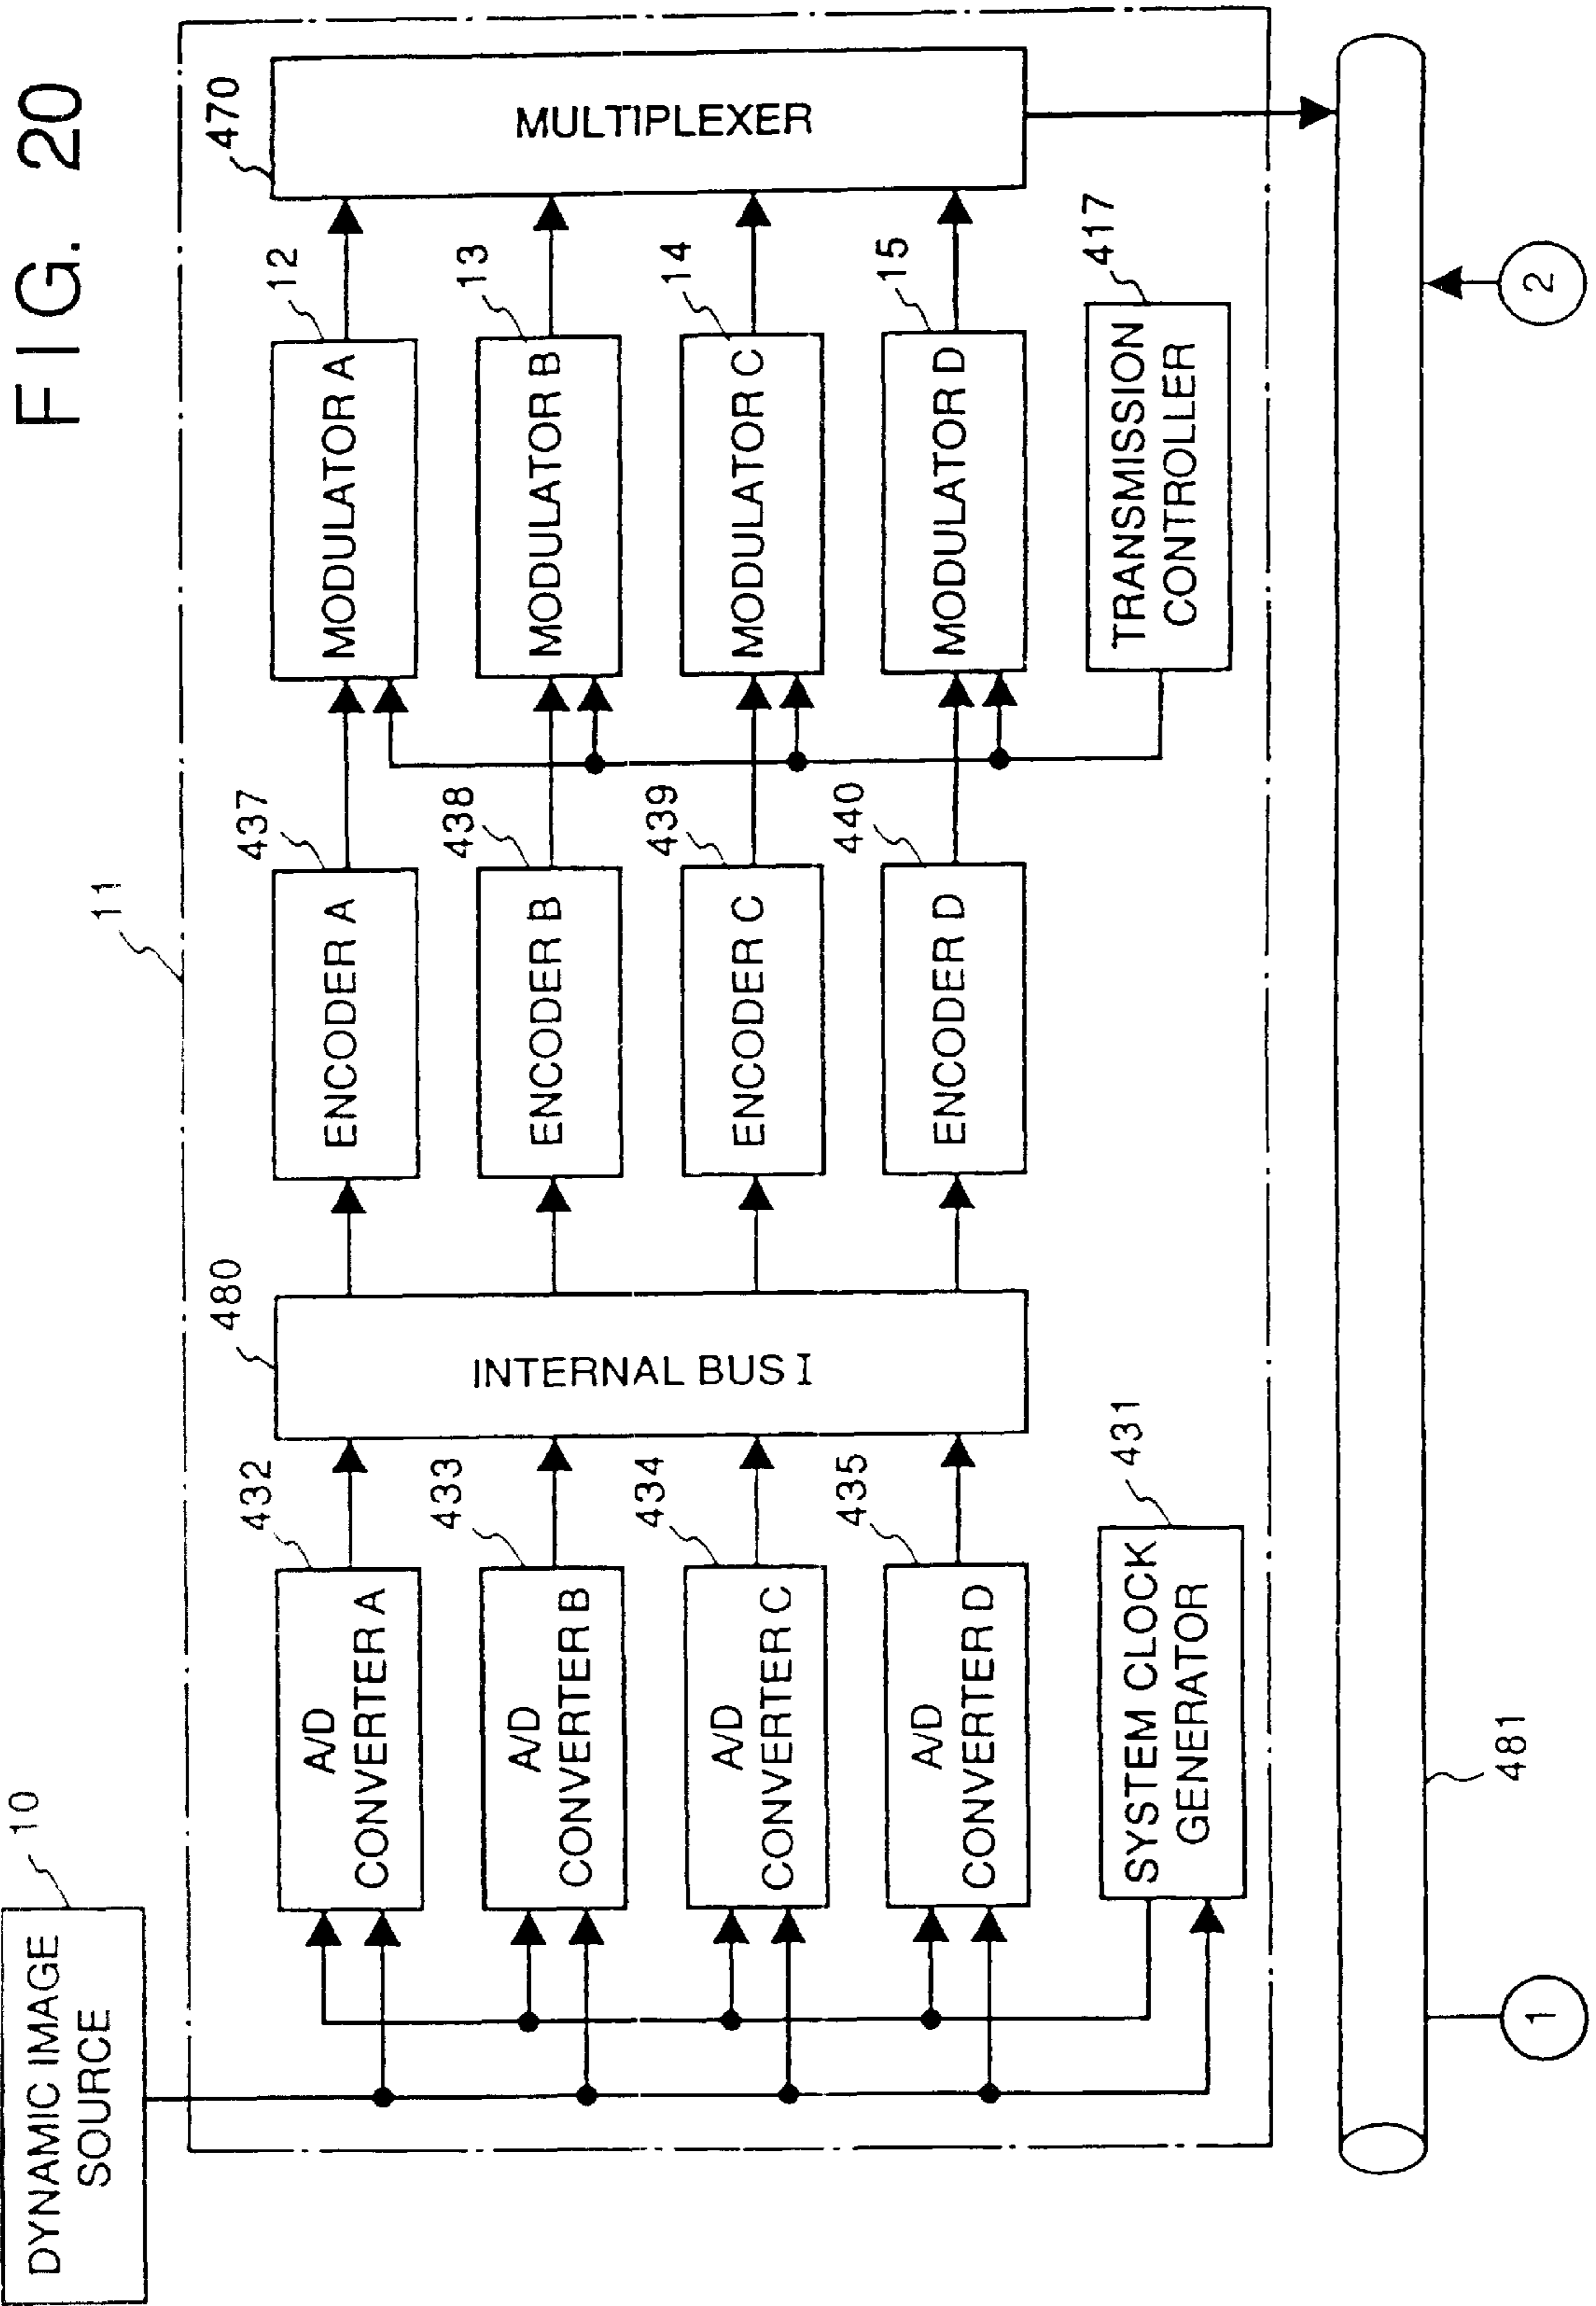 FIG. 20
DYNAMIC IMAGE
SOURCE
10
11
432
A/D
CONVERTER A
433
A/D
CONVERTER B
434
A/D
CONVERTER C
435
A/D
CONVERTER D
431
SYSTEM CLOCK
GENERATOR
480
INTERNAL BUS I
437
ENCODER A
438
ENCODER B
439
ENCODER C
440
ENCODER D
12
MODULATOR A
13
MODULATOR B
14
MODULATOR C
15
MODULATOR D
417
TRANSMISSION
CONTROLLER
470
MULTIPLEXER
481
1
2